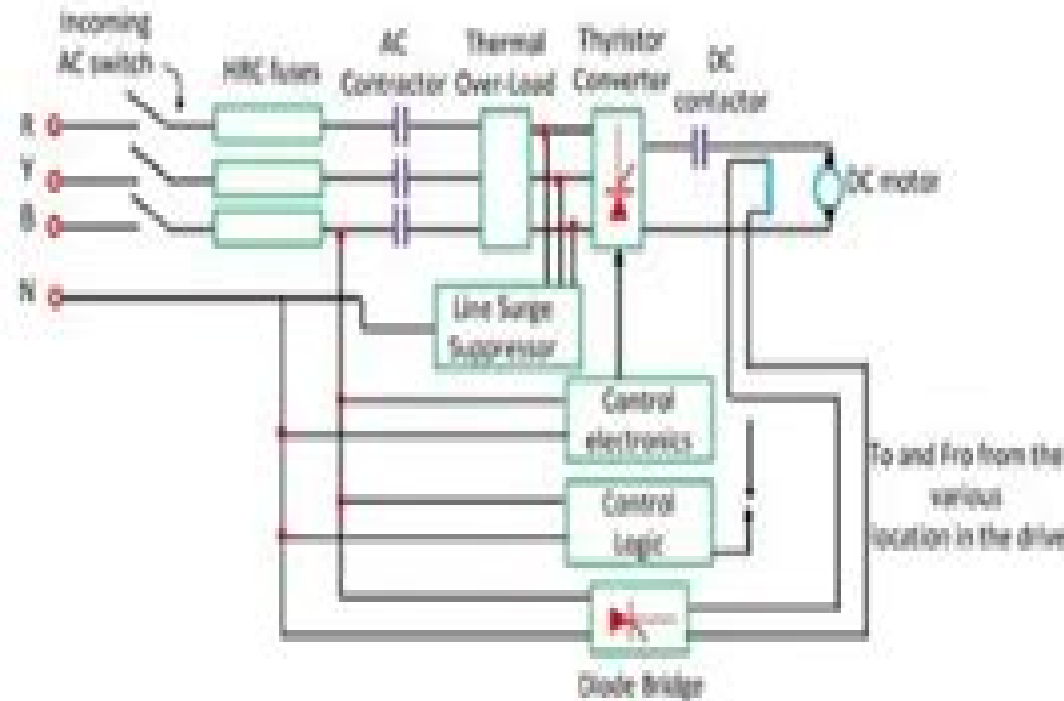 Incoming
AC switch
HRC fuses
AC
Contractor
Thermal
Over-Load
Thyristor
Converter
DC
contactor
R
Y
B
N
DC motor
Line Surge
Suppressor
Control
electronics
Control
Logic
To and Fro from the
various
location in the drive
Diode Bridge